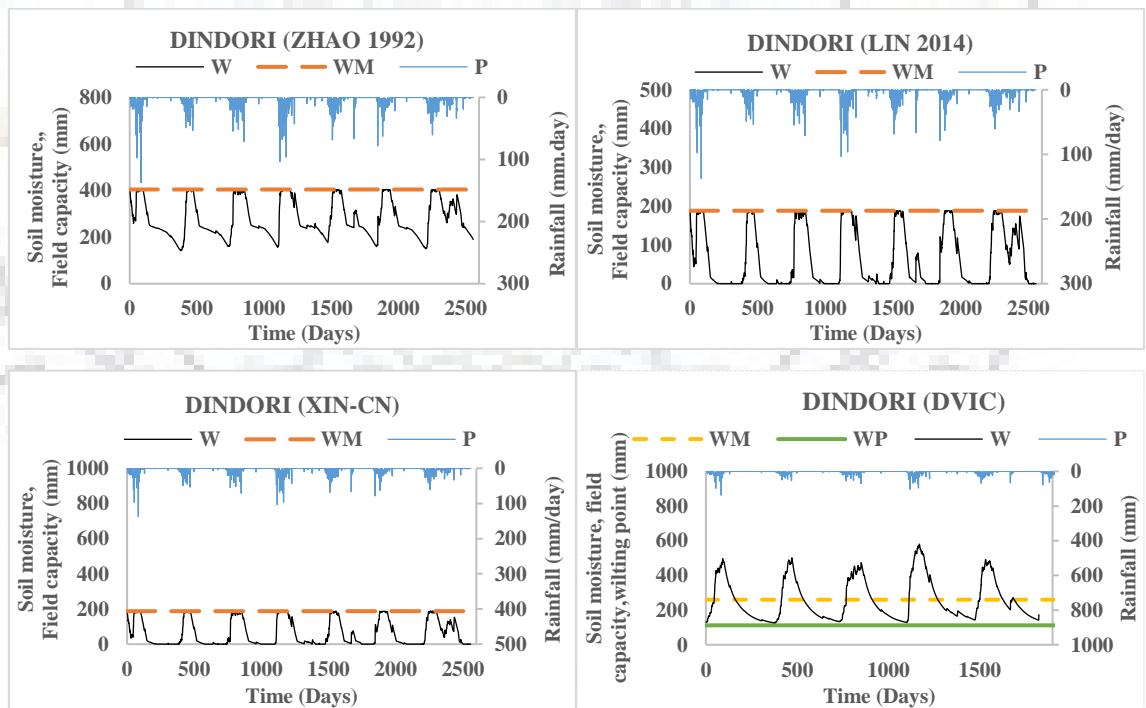 DINDORI (ZHAO 1992)
W WM P
Soil moisture,,
Field capacity (mm)
800
600
400
200
0
0
100
200
300
Rainfall (mm.day)
0 500 1000 1500 2000 2500
Time (Days)
DINDORI (LIN 2014)
W WM P
Soil moisture,
Field capacity (mm)
500
400
300
200
100
0
0
100
200
300
Rainfall (mm/day)
0 500 1000 1500 2000 2500
Time (Days)
DINDORI (XIN-CN)
W WM P
Soil moisture,
Field capacity (mm)
1000
800
600
400
200
0
0
100
200
300
400
500
Rainfall (mm/day)
0 500 1000 1500 2000 2500
Time (Days)
DINDORI (DVIC)
WM WP W P
Soil moisture, field
capacity,wilting point (mm)
1000
800
600
400
200
0
0
200
400
600
800
1000
Rainfall (mm)
0 500 1000 1500
Time (Days)